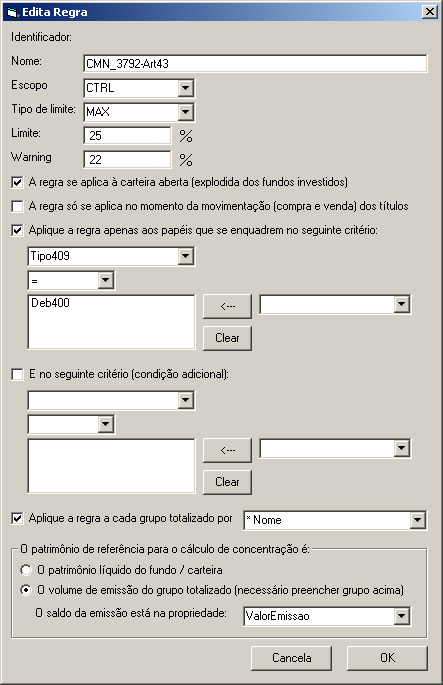 Edita Regra
Identificador:
Nome: CMN_3792-Art43
Escopo CTRL
Tipo de limite: MAX
Limite: 25 %
Warning 22 %
A regra se aplica à carteira aberta (explodida dos fundos investidos)
A regra só se aplica no momento da movimentação (compra e venda) dos títulos
Aplique a regra apenas aos papéis que se enquadrem no seguinte critério:
Tipo409
=
Deb400 <---
Clear
E no seguinte critério (condição adicional):
<---
Clear
Aplique a regra a cada grupo totalizado por * Nome
O patrimônio de referência para o cálculo de concentração é:
O patrimônio líquido do fundo / carteira
O volume de emissão do grupo totalizado (necessário preencher grupo acima)
O saldo da emissão está na propriedade: ValorEmissao
Cancela OK